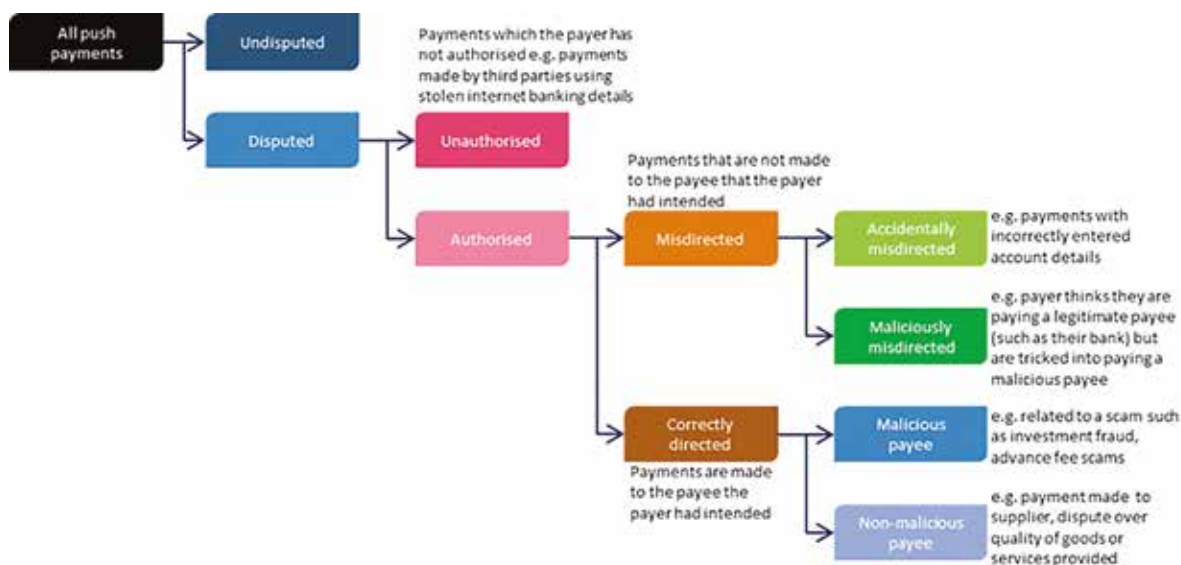 All push
payments
Undisputed
Payments which the payer has
not authorised e.g. payments
made by third parties using
stolen internet banking details
Disputed
Unauthorised
Payments that are not made
to the payee that the payer
had intended
Authorised
Misdirected
Accidentally
misdirected
e.g. payments with
incorrectly entered
account details
Maliciously
misdirected
e.g. payer thinks they are
paying a legitimate payee
(such as their bank) but
are tricked into paying a
malicious payee
Correctly
directed
Payments are made
to the payee the
payer had intended
Malicious
payee
e.g. related to a scam such
as investment fraud,
advance fee scams
Non-malicious
payee
e.g. payment made to
supplier, dispute over
quality of goods or
services provided